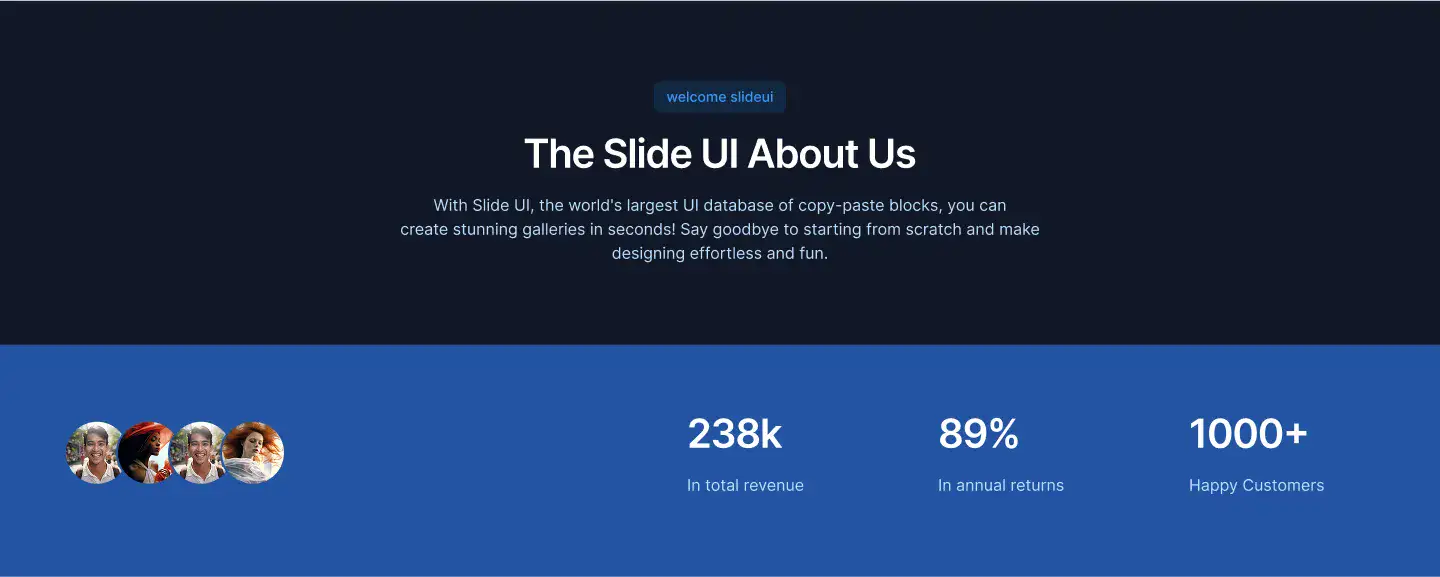 welcome slideui
The Slide UI About Us
With Slide UI, the world's largest UI database of copy-paste blocks, you can
create stunning galleries in seconds! Say goodbye to starting from scratch and make
designing effortless and fun.
238k
89%
1000+
In total revenue
In annual returns
Happy Customers